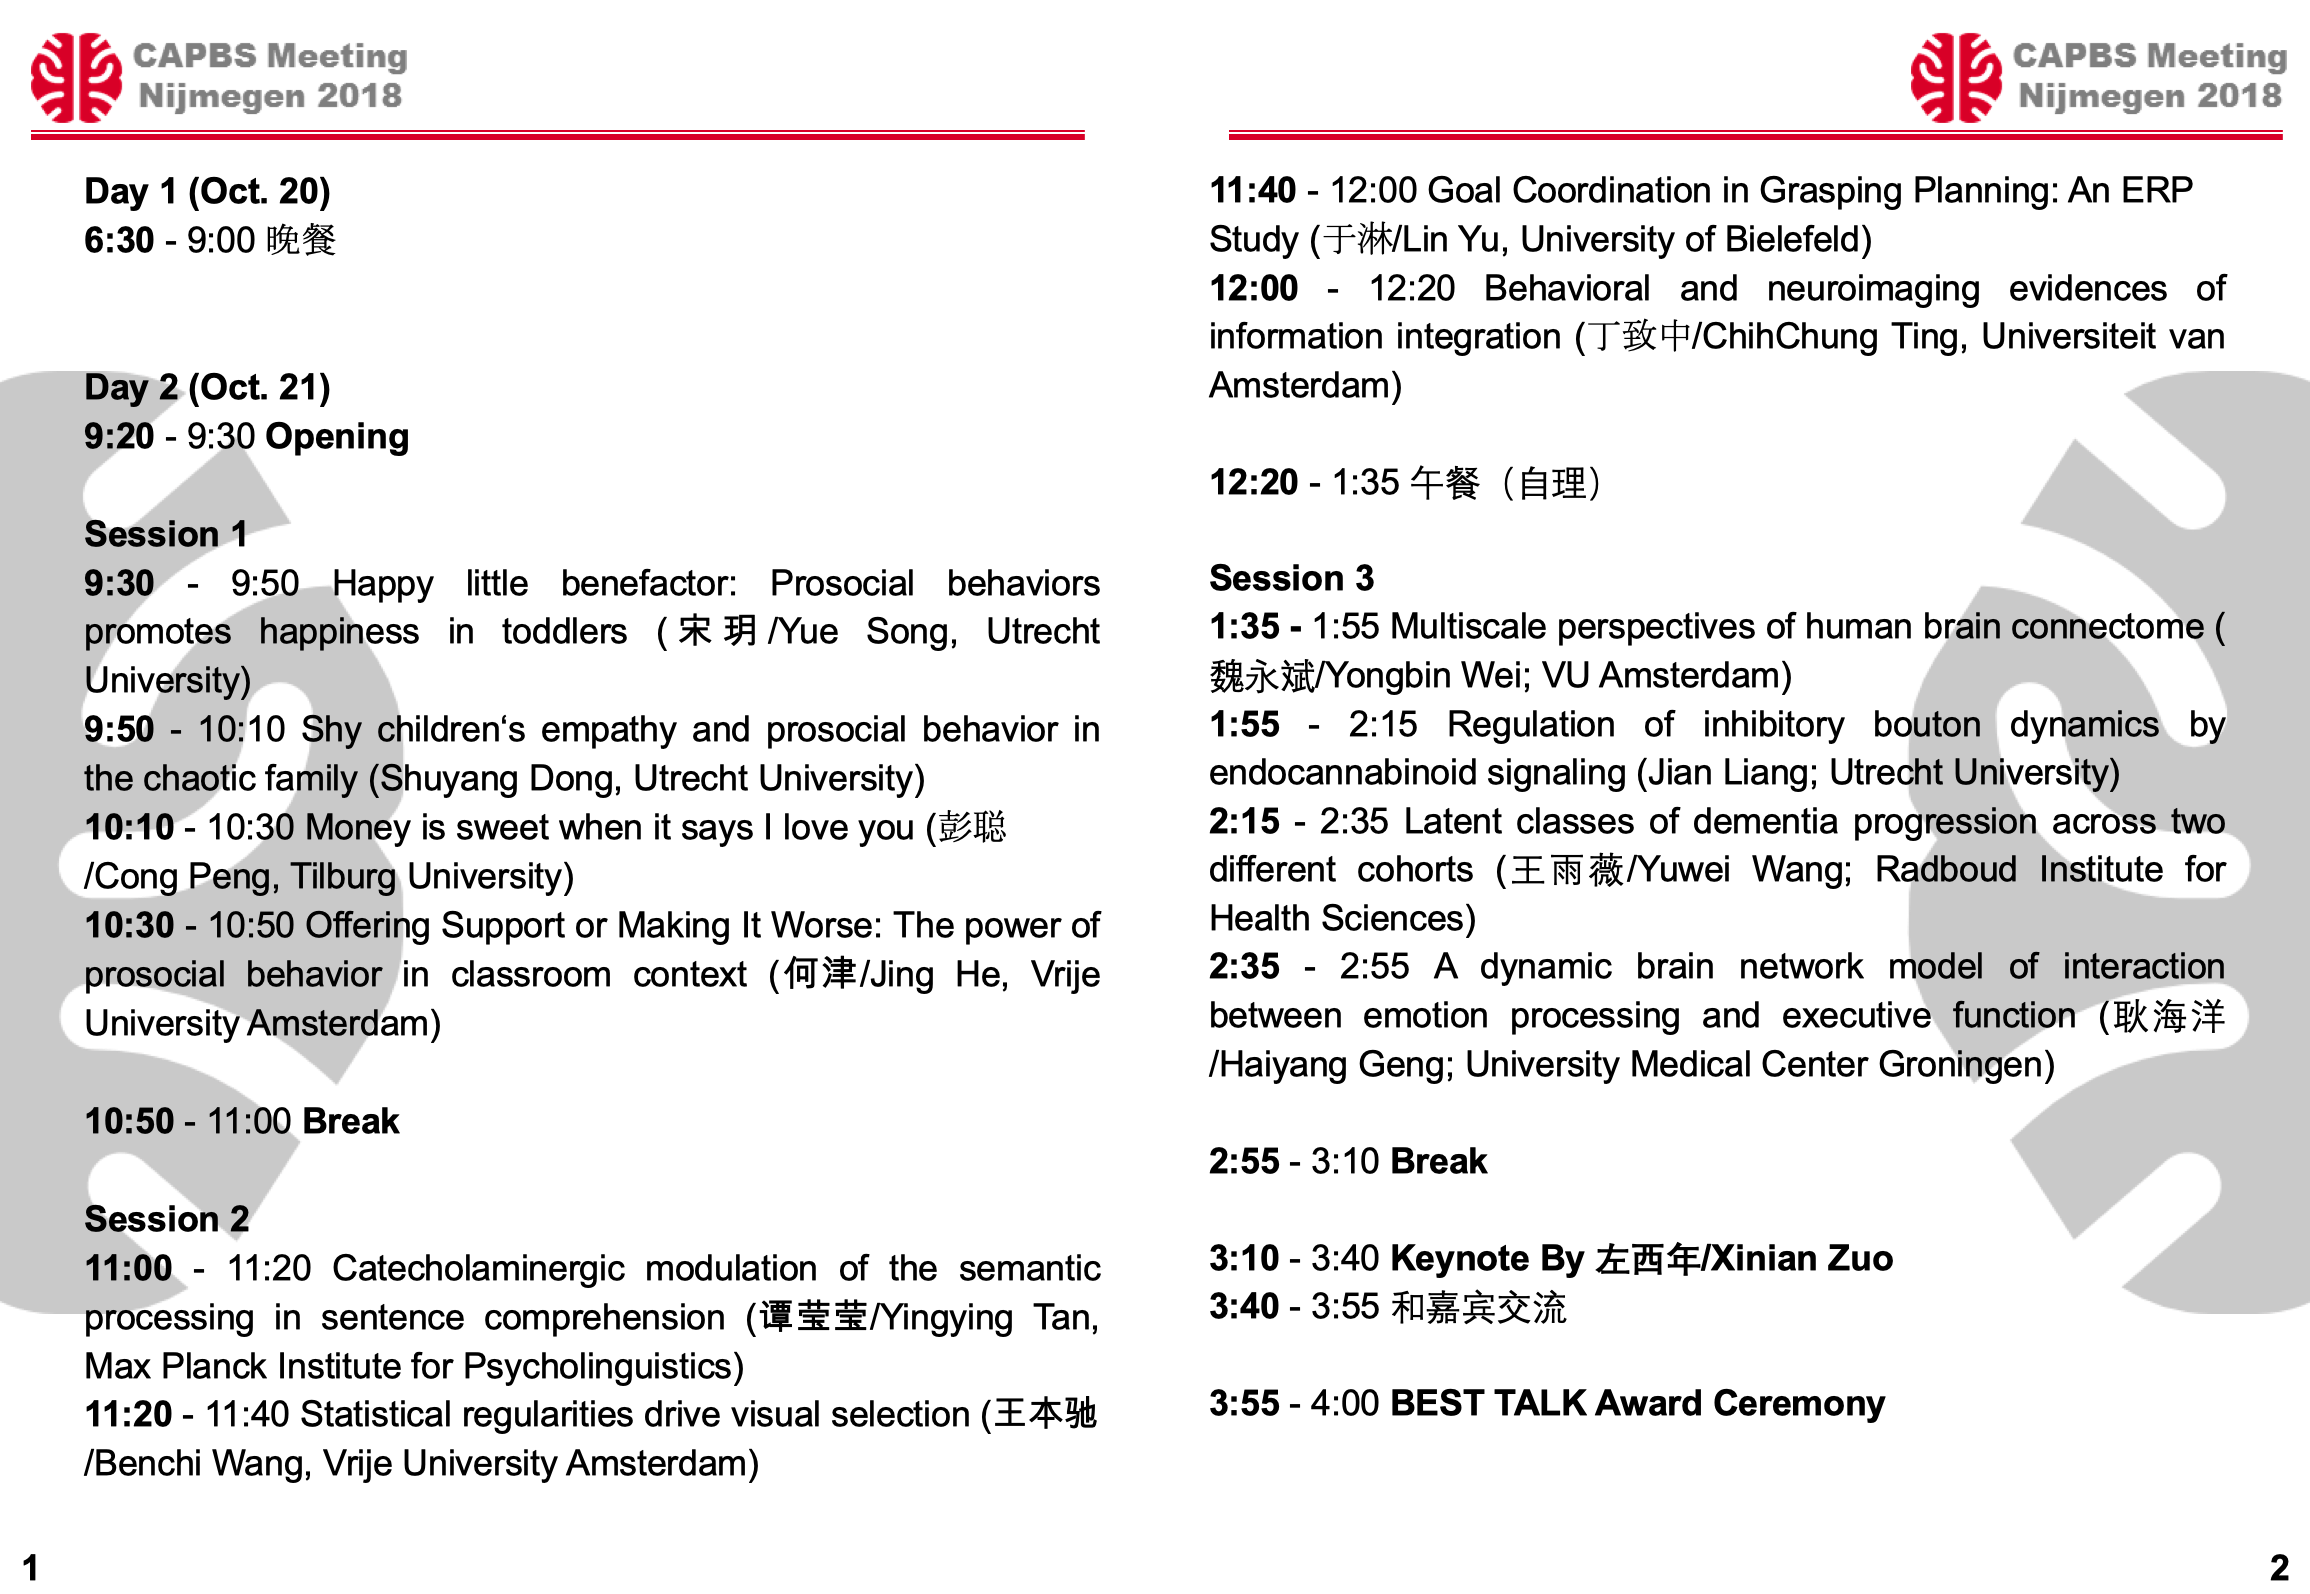 CAPBS Meeting
Nijmegen 2018
Day 1 (Oct. 20)
6:30 - 9:00 晚餐
Day 2 (Oct. 21)
9:20 - 9:30 Opening
Session 1
9:30 - 9:50 Happy little benefactor: Prosocial behaviors
promotes happiness in toddlers (宋玥/Yue Song, Utrecht
University)
9:50 - 10:10 Shy children‘s empathy and prosocial behavior in
the chaotic family (Shuyang Dong, Utrecht University)
10:10 - 10:30 Money is sweet when it says I love you (彭聪
/Cong Peng, Tilburg University)
10:30 - 10:50 Offering Support or Making It Worse: The power of
prosocial behavior in classroom context (何津/Jing He, Vrije
University Amsterdam)
10:50 - 11:00 Break
Session 2
11:00 - 11:20 Catecholaminergic modulation of the semantic
processing in sentence comprehension (谭莹莹/Yingying Tan,
Max Planck Institute for Psycholinguistics)
11:20 - 11:40 Statistical regularities drive visual selection (王本驰
/Benchi Wang, Vrije University Amsterdam)
1
CAPBS Meeting
Nijmegen 2018
11:40 - 12:00 Goal Coordination in Grasping Planning: An ERP
Study (于淋/Lin Yu, University of Bielefeld)
12:00 - 12:20 Behavioral and neuroimaging evidences of
information integration (丁致中/ChihChung Ting, Universiteit van
Amsterdam)
12:20 - 1:35 午餐（自理）
Session 3
1:35 - 1:55 Multiscale perspectives of human brain connectome (
魏永斌/Yongbin Wei; VU Amsterdam)
1:55 - 2:15 Regulation of inhibitory bouton dynamics by
endocannabinoid signaling (Jian Liang; Utrecht University)
2:15 - 2:35 Latent classes of dementia progression across two
different cohorts (王雨薇/Yuwei Wang; Radboud Institute for
Health Sciences)
2:35 - 2:55 A dynamic brain network model of interaction
between emotion processing and executive function (耿海洋
/Haiyang Geng; University Medical Center Groningen)
2:55 - 3:10 Break
3:10 - 3:40 Keynote By 左西年/Xinian Zuo
3:40 - 3:55 和嘉宾交流
3:55 - 4:00 BEST TALK Award Ceremony
2